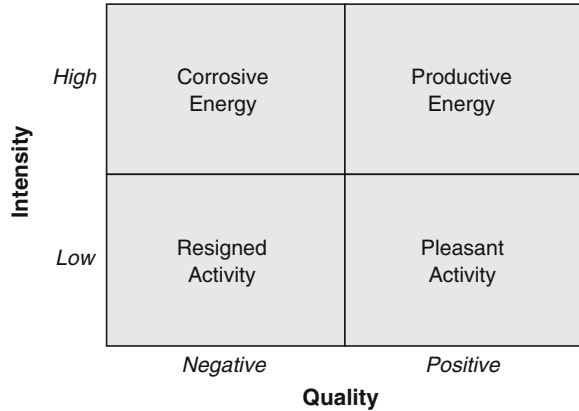 High
Corrosive
Energy
Productive
Energy
Intensity
Low
Resigned
Activity
Pleasant
Activity
Negative
Positive
Quality